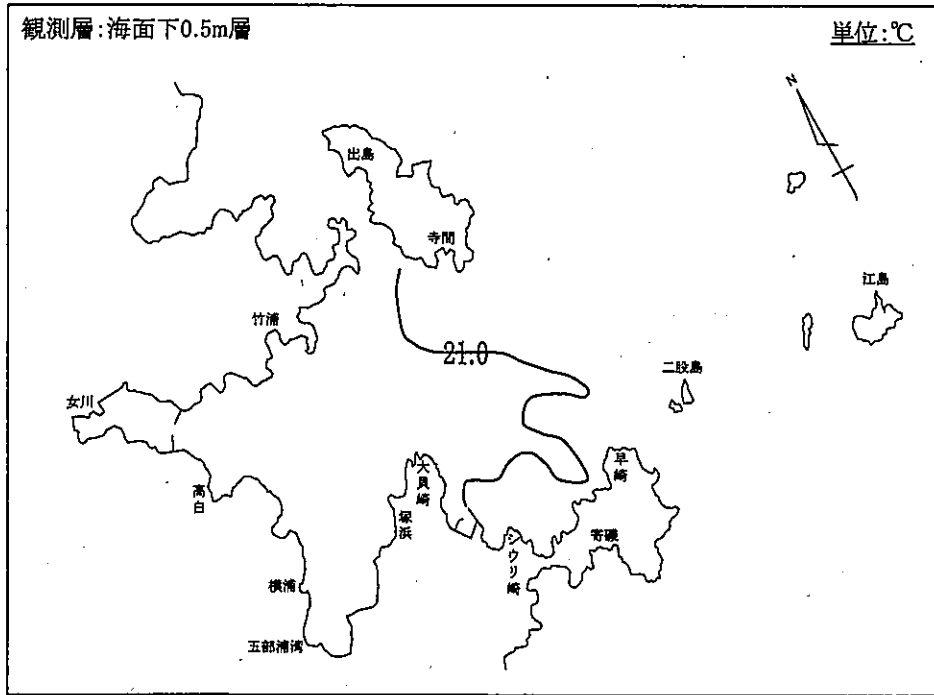 観測層:海面下0.5m層
単位:℃
N
出島
寺間
江島
竹浦
21.0
二股島
女川
大貝崎
早崎
高白
塚浜
シウリ崎
寄磯
横浦
五部浦湾